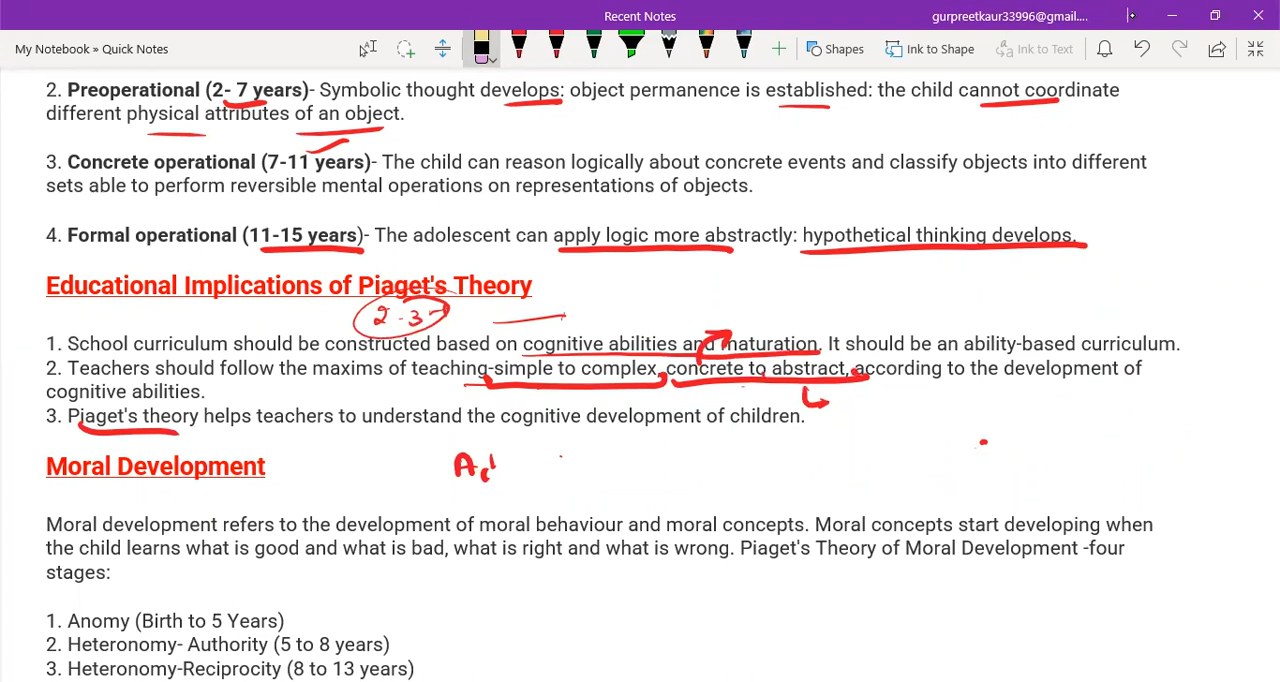 Recent Notes
gurpreetkaur33996@gmail....
My Notebook » Quick Notes
Shapes
Ink to Shape
Ink to Text
2. Preoperational (2- 7 years)- Symbolic thought develops: object permanence is established: the child cannot coordinate
different physical attributes of an object.
3. Concrete operational (7-11 years)- The child can reason logically about concrete events and classify objects into different
sets able to perform reversible mental operations on representations of objects.
4. Formal operational (11-15 years)- The adolescent can apply logic more abstractly: hypothetical thinking develops.
Educational Implications of Piaget's Theory
2-3
1. School curriculum should be constructed based on cognitive abilities and maturation. It should be an ability-based curriculum.
2. Teachers should follow the maxims of teaching-simple to complex, concrete to abstract, according to the development of
cognitive abilities.
3. Piaget's theory helps teachers to understand the cognitive development of children.
Moral Development
Moral development refers to the development of moral behaviour and moral concepts. Moral concepts start developing when
the child learns what is good and what is bad, what is right and what is wrong. Piaget's Theory of Moral Development -four
stages:
1. Anomy (Birth to 5 Years)
2. Heteronomy- Authority (5 to 8 years)
3. Heteronomy-Reciprocity (8 to 13 years)